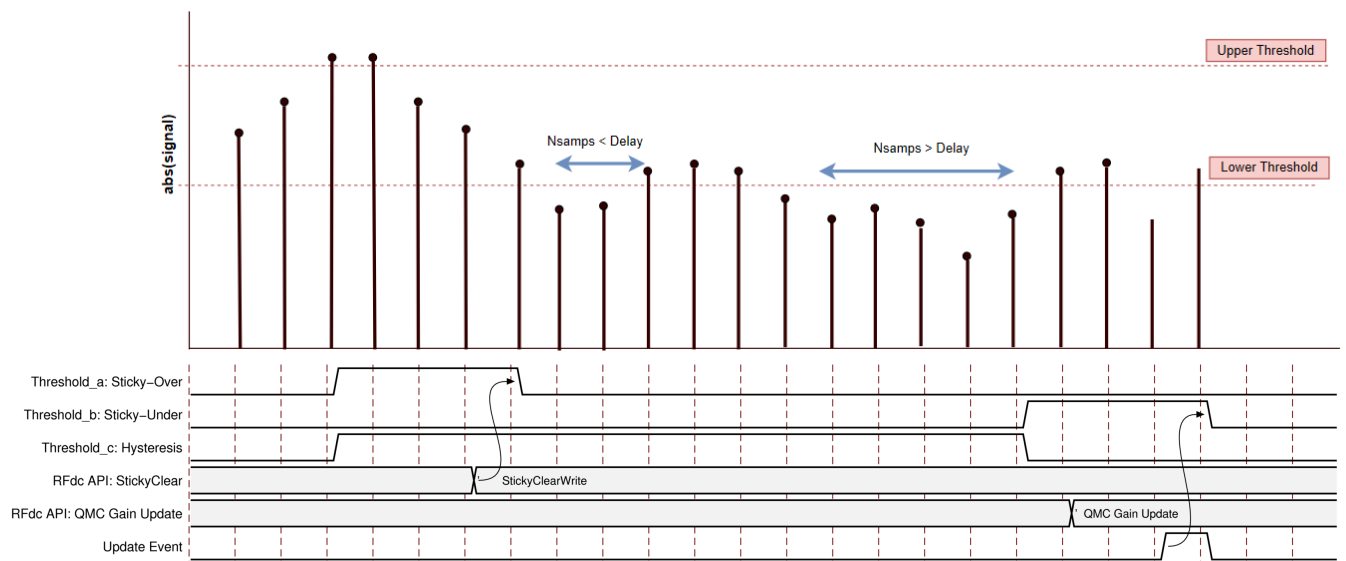 Upper Threshold
abs(signal)
Nsamps < Delay
Nsamps > Delay
Lower Threshold
Threshold_a: Sticky−Over
Threshold_b: Sticky−Under
Threshold_c: Hysteresis
RFdc API: StickyClear
StickyClearWrite
RFdc API: QMC Gain Update
QMC Gain Update
Update Event